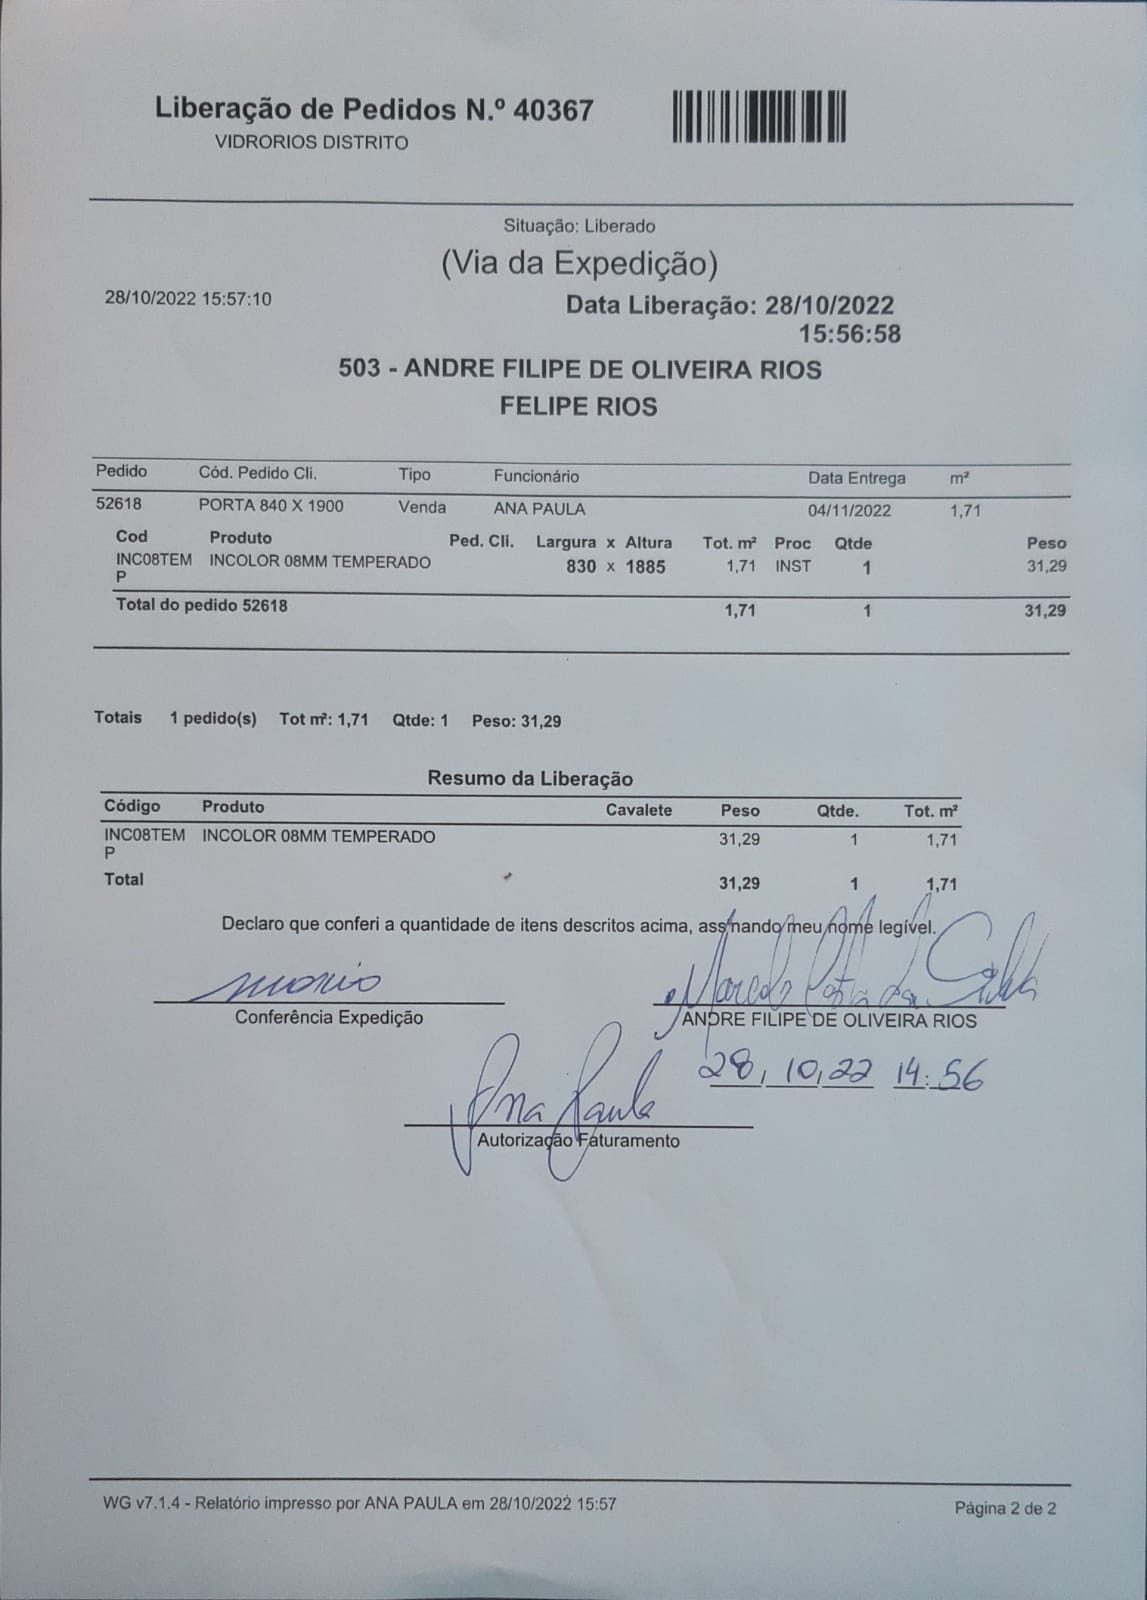 Liberação de Pedidos N.º 40367
VIDRORIOS DISTRITO
Situação: Liberado
(Via da Expedição)
28/10/2022 15:57:10
Data Liberação: 28/10/2022
15:56:58
503 - ANDRE FILIPE DE OLIVEIRA RIOS
FELIPE RIOS
Pedido Cód. Pedido Cli. Tipo Funcionário Data Entrega m²
52618 PORTA 840 X 1900 Venda ANA PAULA 04/11/2022 1,71
Cod Produto Ped. Cli. Largura x Altura Tot. m² Proc Qtde Peso
INC08TEM INCOLOR 08MM TEMPERADO 830 x 1885 1,71 INST 1 31,29
P
Total do pedido 52618 1,71 1 31,29
Totais 1 pedido(s) Tot m²: 1,71 Qtde: 1 Peso: 31,29
Resumo da Liberação
Código Produto Cavalete Peso Qtde. Tot. m²
INC08TEM INCOLOR 08MM TEMPERADO 31,29 1 1,71
P
Total 31,29 1 1,71
Declaro que conferi a quantidade de itens descritos acima, assinando meu nome legível.
Marcelo Costa da
Conferência Expedição
ANDRE FILIPE DE OLIVEIRA RIOS
28, 10, 22 14:56
Ana Paula
Autorização Faturamento
WG v7.1.4 - Relatório impresso por ANA PAULA em 28/10/2022 15:57
Página 2 de 2